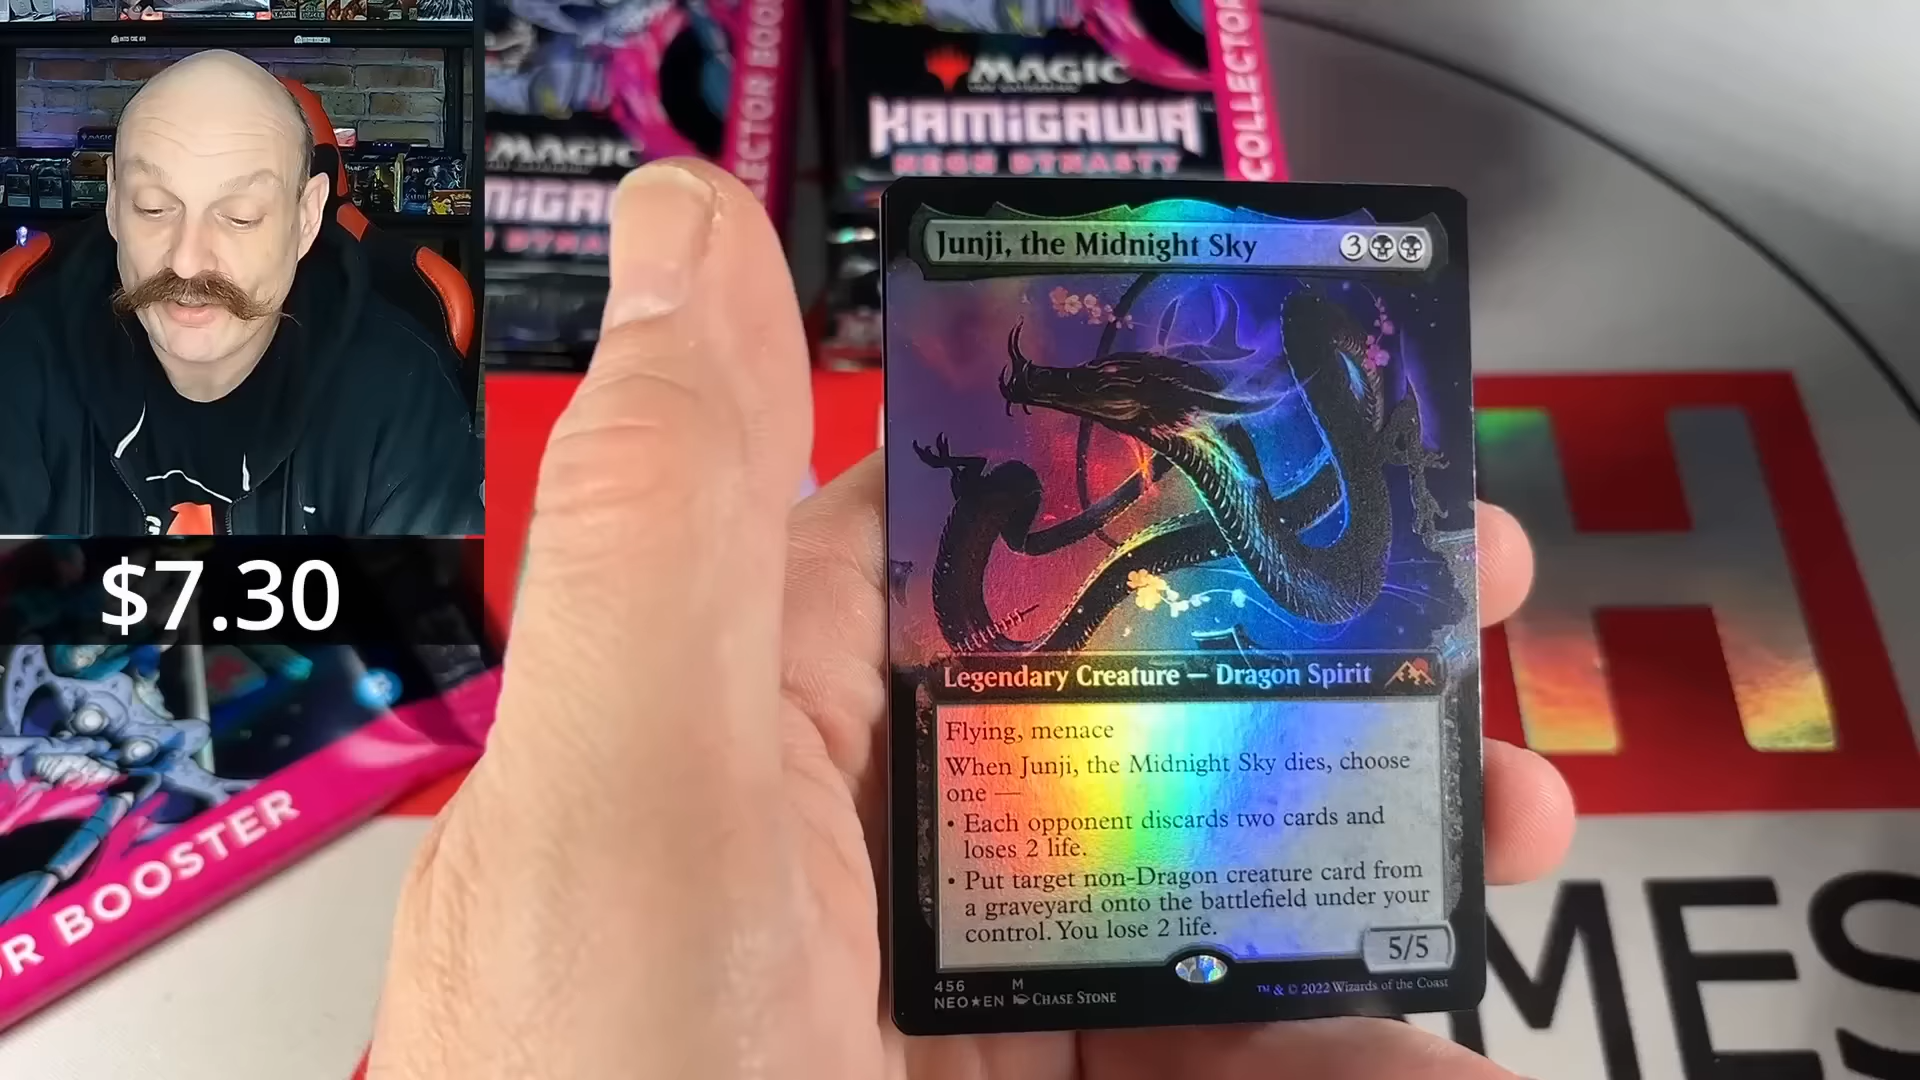 MAGIC
COLLECTOR
KAMIGAWA
NEON DYNASTY
MAGIC
Junji, the Midnight Sky
3
$7.30
Legendary Creature — Dragon Spirit
Flying, menace
When Junji, the Midnight Sky dies, choose
one —
• Each opponent discards two cards and
loses 2 life.
• Put target non-Dragon creature card from
a graveyard onto the battlefield under your
control. You lose 2 life.
5/5
456 M
NEO★EN CHASE STONE
™ & © 2022 Wizards of the Coast
BOOSTER
H
MES